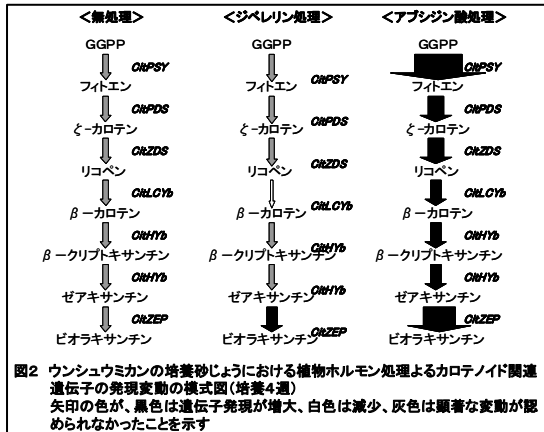 ＜無処理＞
GGPP
CitPSY
フィトエン
CitPDS
ζ－カロテン
CitZDS
リコペン
CitLCYb
β－カロテン
CitHYb
β－クリプトキサンチン
CitHYb
ゼアキサンチン
CitZEP
ビオラキサンチン
＜ジベレリン処理＞
GGPP
CitPSY
フィトエン
CitPDS
ζ－カロテン
CitZDS
リコペン
CitLCYb
β－カロテン
CitHYb
β－クリプトキサンチン
CitHYb
ゼアキサンチン
CitZEP
ビオラキサンチン
＜アブシジン酸処理＞
GGPP
CitPSY
フィトエン
CitPDS
ζ－カロテン
CitZDS
リコペン
CitLCYb
β－カロテン
CitHYb
β－クリプトキサンチン
CitHYb
ゼアキサンチン
CitZEP
ビオラキサンチン
図2 ウンシュウミカンの培養砂じょうにおける植物ホルモン処理よるカロテノイド関連
遺伝子の発現変動の模式図（培養4週）
矢印の色が、黒色は遺伝子発現が増大、白色は減少、灰色は顕著な変動が認
められなかったことを示す